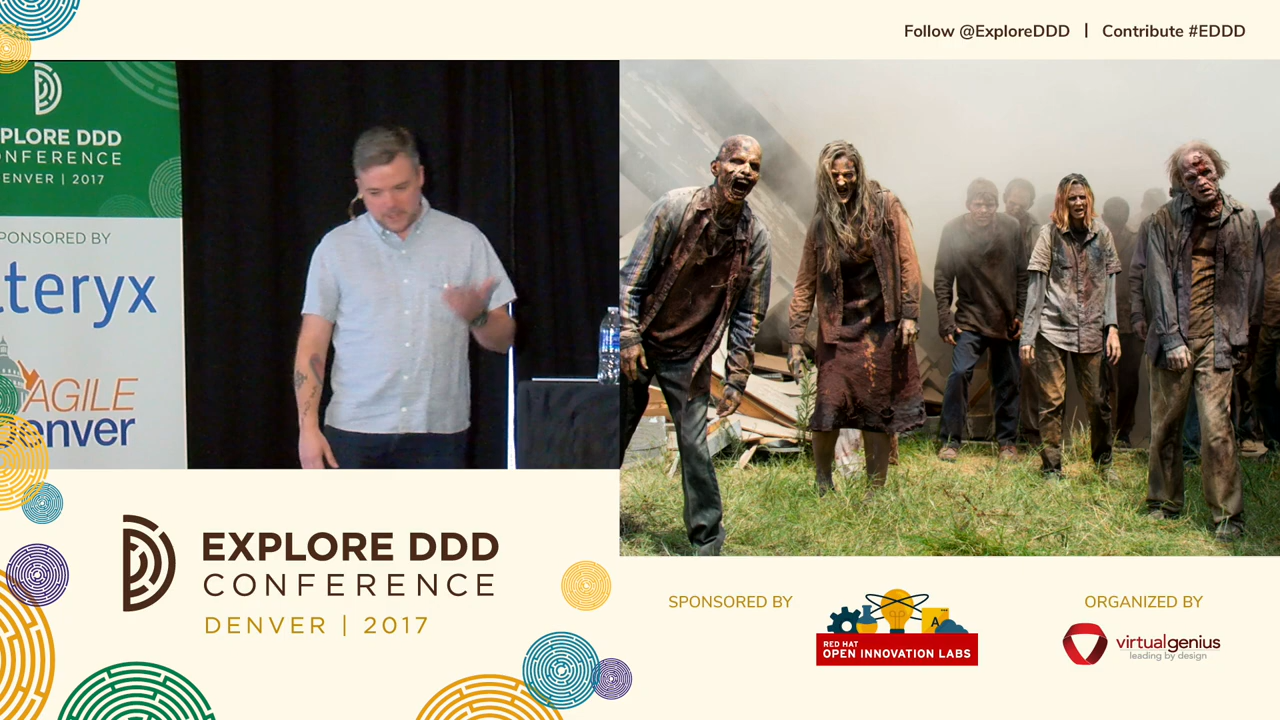 Follow @ExploreDDD | Contribute #EDDD
PLORE DDD
ONFERENCE
ENVER | 2017
PONSORED BY
teryx
AGILE
enver
EXPLORE DDD
CONFERENCE
DENVER | 2017
SPONSORED BY
RED HAT
OPEN INNOVATION LABS
A
ORGANIZED BY
virtualgenius
leading by design